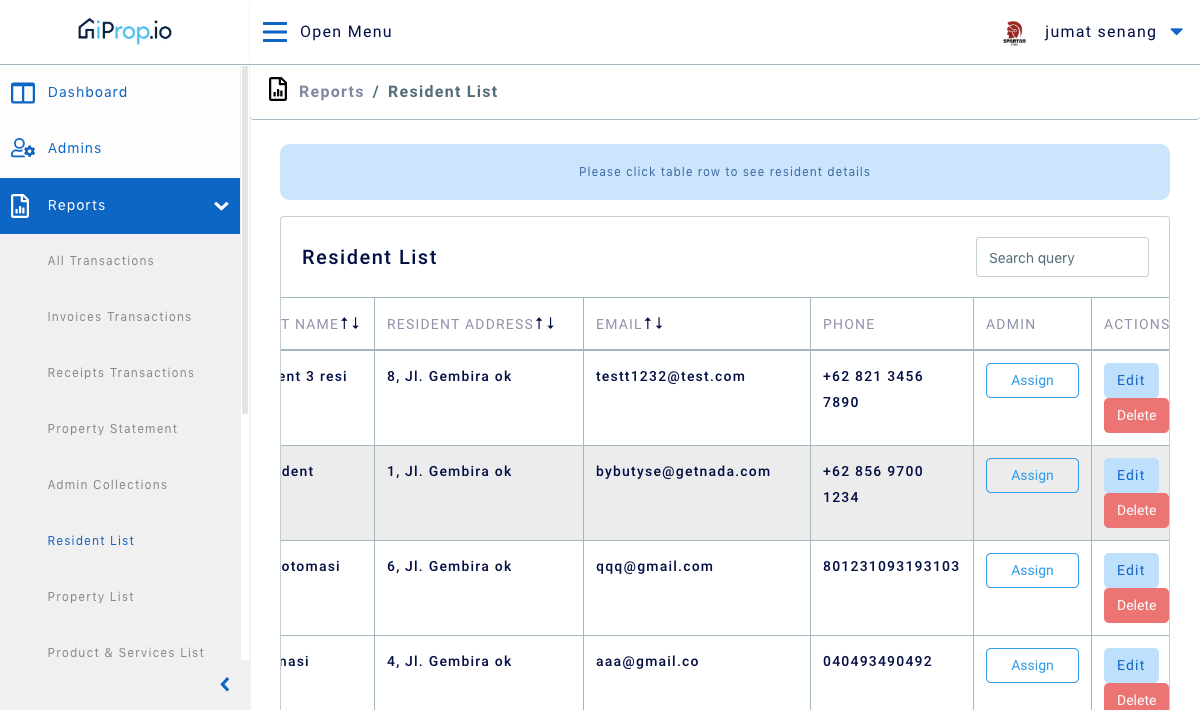 iProp.io
Open Menu
jumat senang
Dashboard
Admins
Reports
All Transactions
Invoices Transactions
Receipts Transactions
Property Statement
Admin Collections
Resident List
Property List
Product & Services List
Reports / Resident List
Please click table row to see resident details
Resident List
Search query
T NAME RESIDENT ADDRESS EMAIL PHONE ADMIN ACTIONS
ent 3 resi 8, Jl. Gembira ok testt1232@test.com +62 821 3456 Assign Edit
7890
Delete
dent 1, Jl. Gembira ok bybutyse@getnada.com +62 856 9700 Assign Edit
1234
Delete
otomasi 6, Jl. Gembira ok qqq@gmail.com 801231093193103 Assign Edit
Delete
masi 4, Jl. Gembira ok aaa@gmail.co 040493490492 Assign Edit
Delete